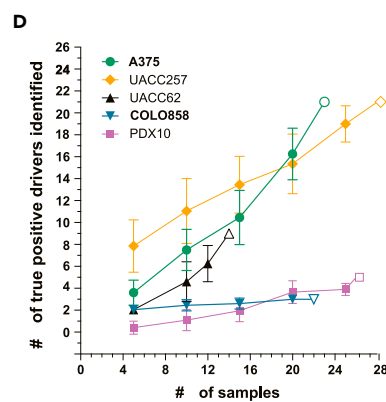 D
# of true positive drivers identified
26
24
22
20
18
16
14
12
10
8
6
4
2
0
A375
UACC257
UACC62
COLO858
PDX10
0 4 8 12 16 20 24 28
# of samples